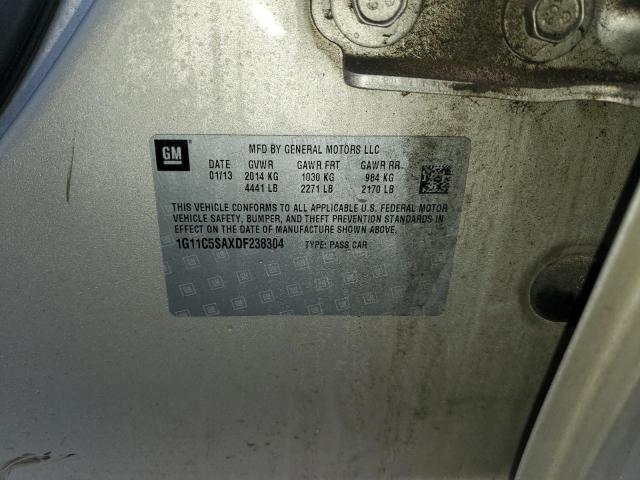 GM MFD BY GENERAL MOTORS LLC
01/13 GVWR GAWR FRT GAWR RR
2014 KG 1030 KG 984 KG
4441 LB 2271 LB 2170 LB
THIS VEHICLE CONFORMS TO ALL APPLICABLE U.S. FEDERAL MOTOR
VEHICLE SAFETY, BUMPER, AND THEFT PREVENTION STANDARDS IN
EFFECT ON THE DATE OF MANUFACTURE SHOWN ABOVE.
1G11C5SAXDF238304 TYPE: PASS CAR